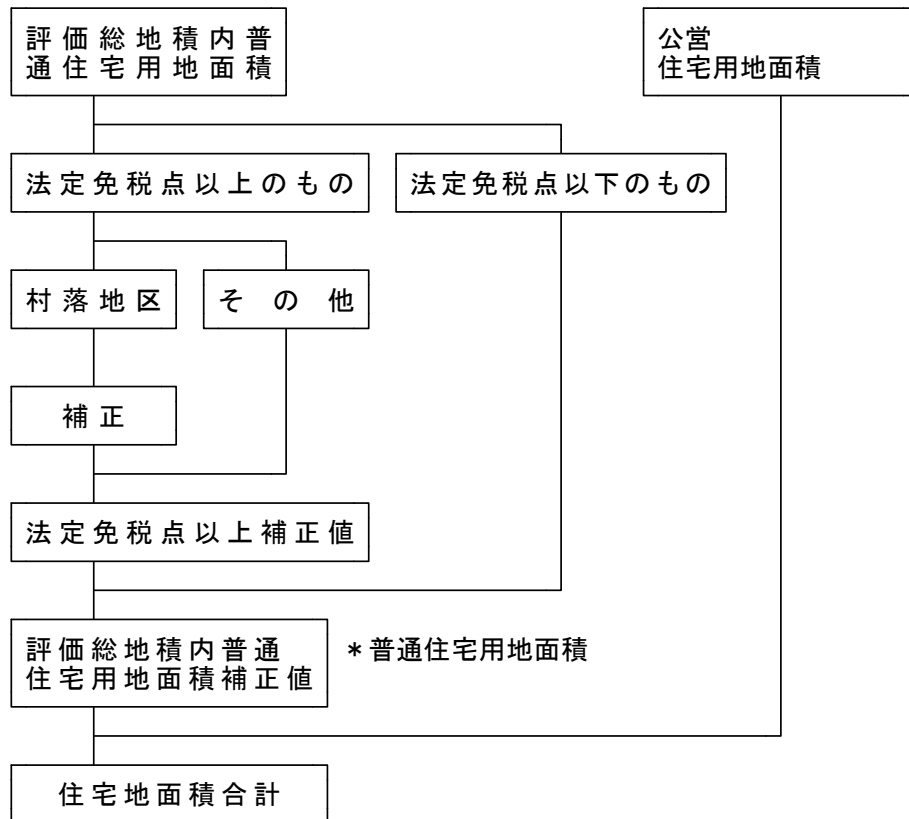 評価総地積内普
通住宅用地面積
公営
住宅用地面積
法定免税点以上のもの
法定免税点以下のもの
村落地区
その他
補正
法定免税点以上補正値
評価総地積内普通
住宅用地面積補正値
＊普通住宅用地面積
住宅地面積合計